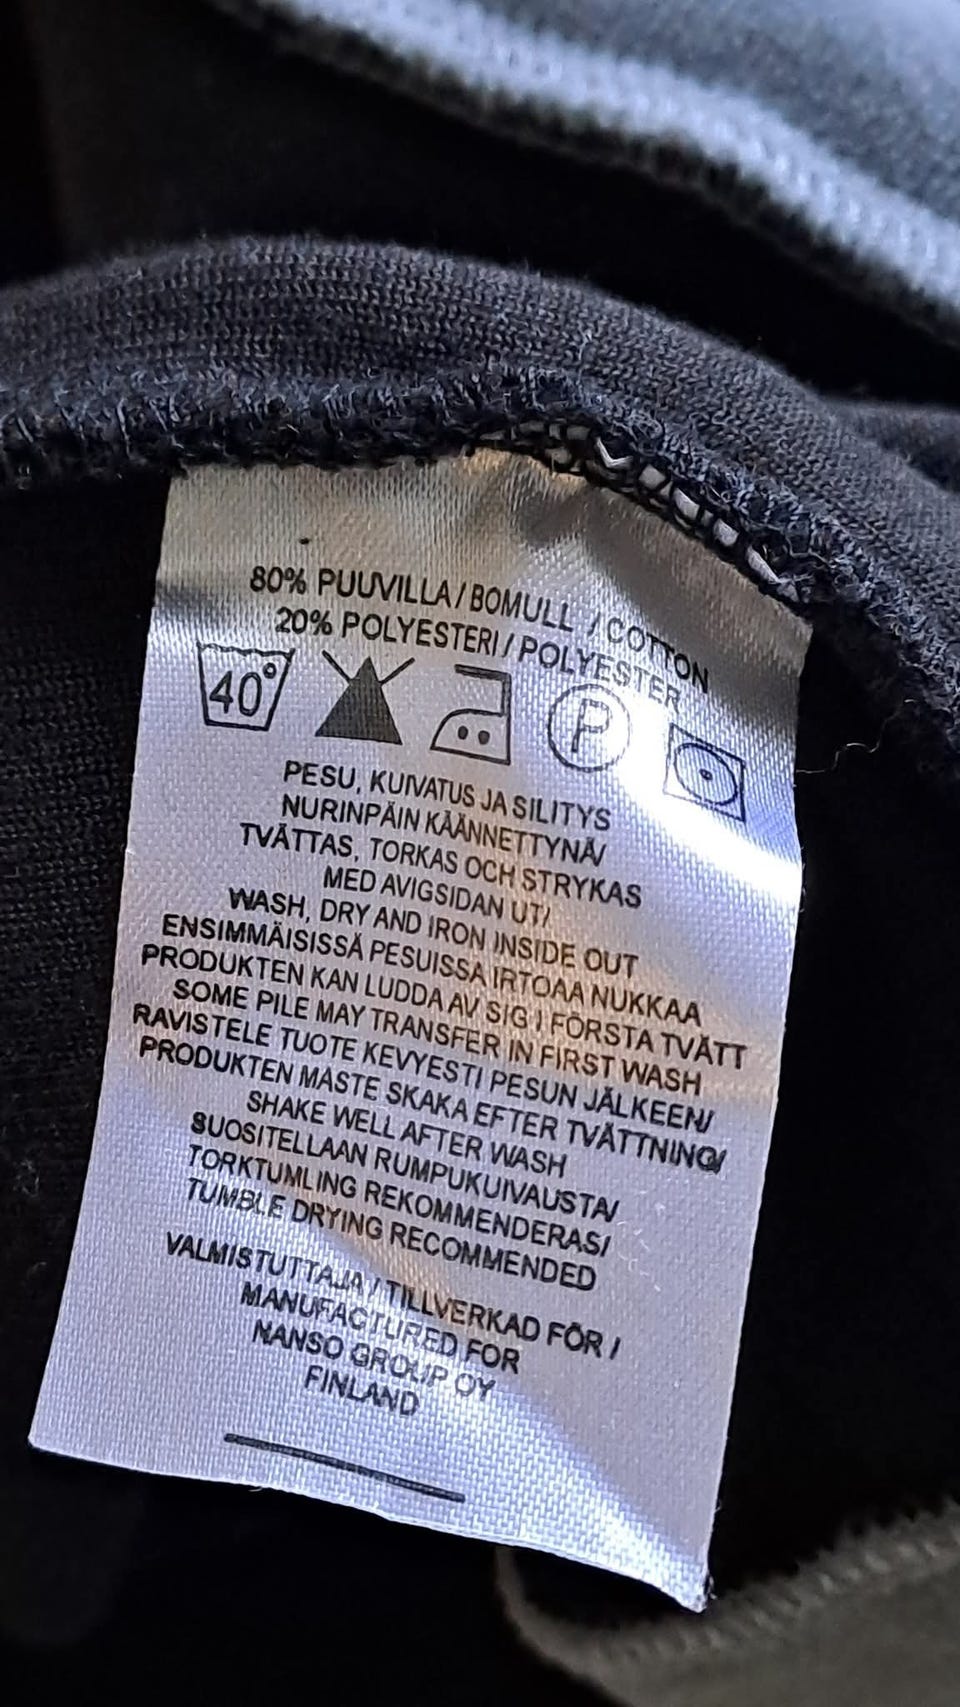 80% PUUVILLA / BOMULL / COTTON
20% POLYESTERI / POLYESTER
40° P
PESU, KUIVATUS JA SILITYS
NURINPÄIN KÄÄNNETTYNÄ/
TVÄTTAS, TORKAS OCH STRYKAS
MED AVIGSIDAN UT/
WASH, DRY AND IRON INSIDE OUT
ENSIMMÄISISSÄ PESUISSA IRTOAA NUKKAA
PRODUKTEN KAN LUDDA AV SIG I FÖRSTA TVÄTT
SOME PILE MAY TRANSFER IN FIRST WASH
RAVISTELE TUOTE KEVYESTI PESUN JÄLKEEN/
PRODUKTEN MÅSTE SKAKA EFTER TVÄTTNING/
SHAKE WELL AFTER WASH
SUOSITELLAAN RUMPUKUIVAUSTA/
TORKTUMLING REKOMMENDERAS/
TUMBLE DRYING RECOMMENDED
VALMISTUTTAJA / TILLVERKAD FÖR /
MANUFACTURED FOR
NANSO GROUP OY
FINLAND